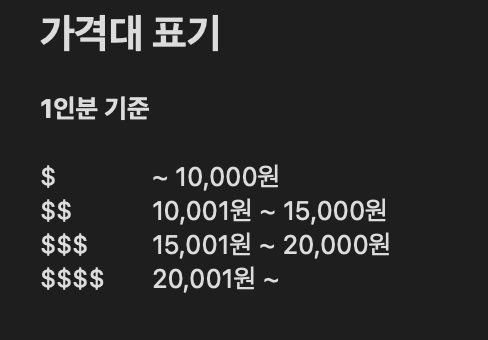 가격대 표기
1인분 기준
$ ~ 10,000원
$$ 10,001원 ~ 15,000원
$$$ 15,001원 ~ 20,000원
$$$$ 20,001원 ~